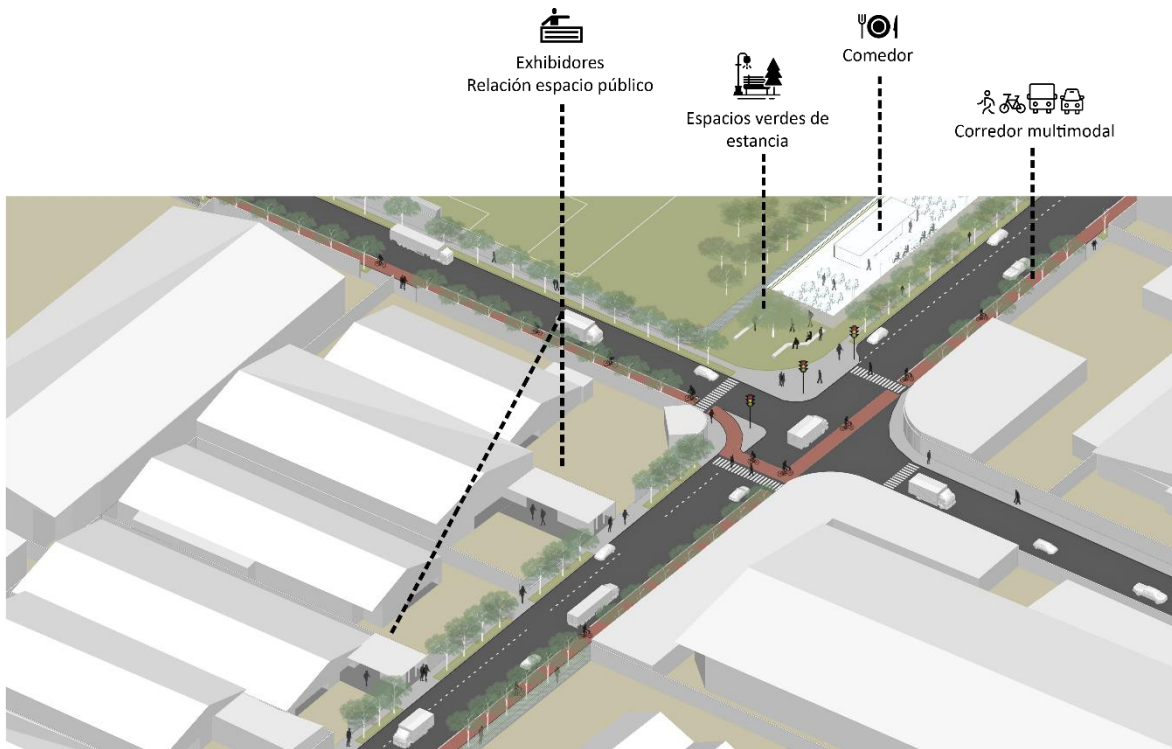 Exhibidores
Relación espacio público
Espacios verdes de
estancia
Comedor
Corredor multimodal